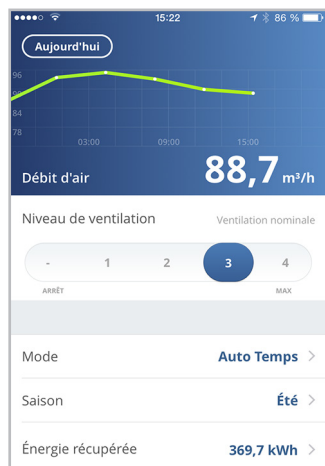 15:22 86 %
Aujourd'hui
96
90
84
78
03:00 09:00 15:00
Débit d'air 88,7 m³/h
Niveau de ventilation Ventilation nominale
- 1 2 3 4
ARRÊT MAX
Mode Auto Temps
Saison Été
Énergie récupérée 369,7 kWh